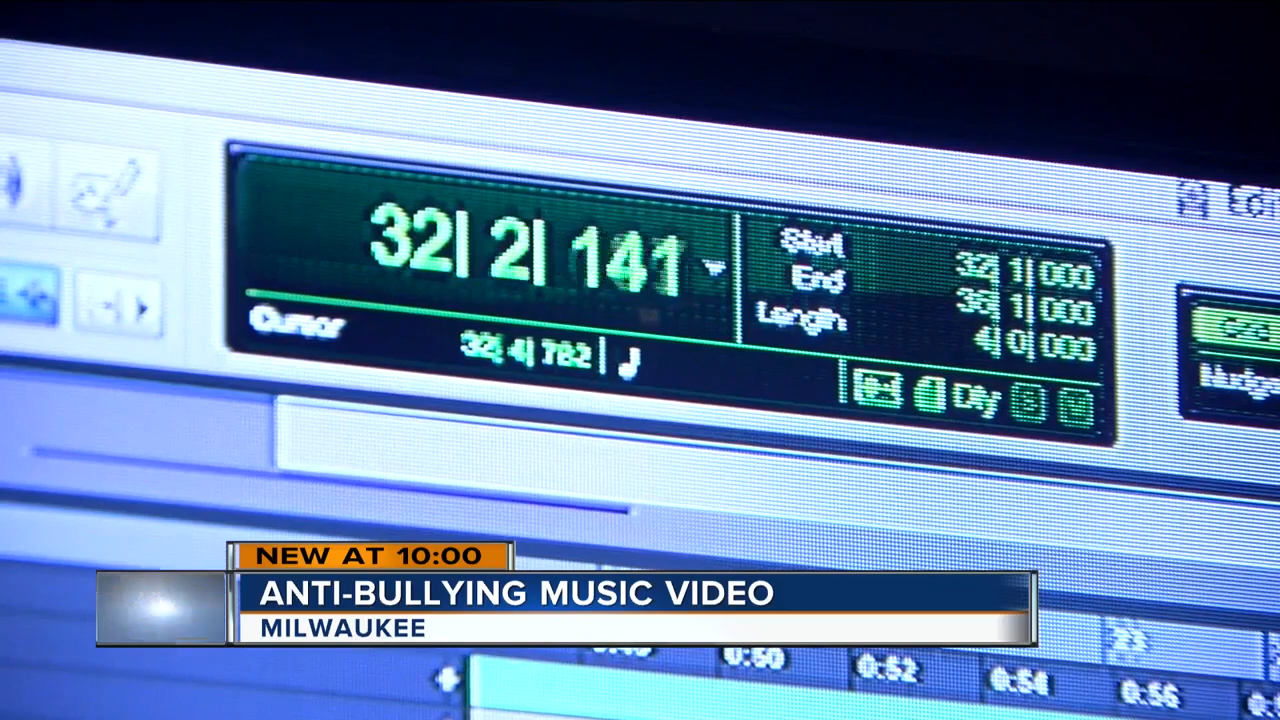 32| 2| 141
Start 32| 1| 000
End 36| 1| 000
Length 4| 0| 000
Cursor 32| 4| 782
Dly
NEW AT 10:00
ANTI-BULLYING MUSIC VIDEO
MILWAUKEE
23
0:50 0:52 0:54 0:56